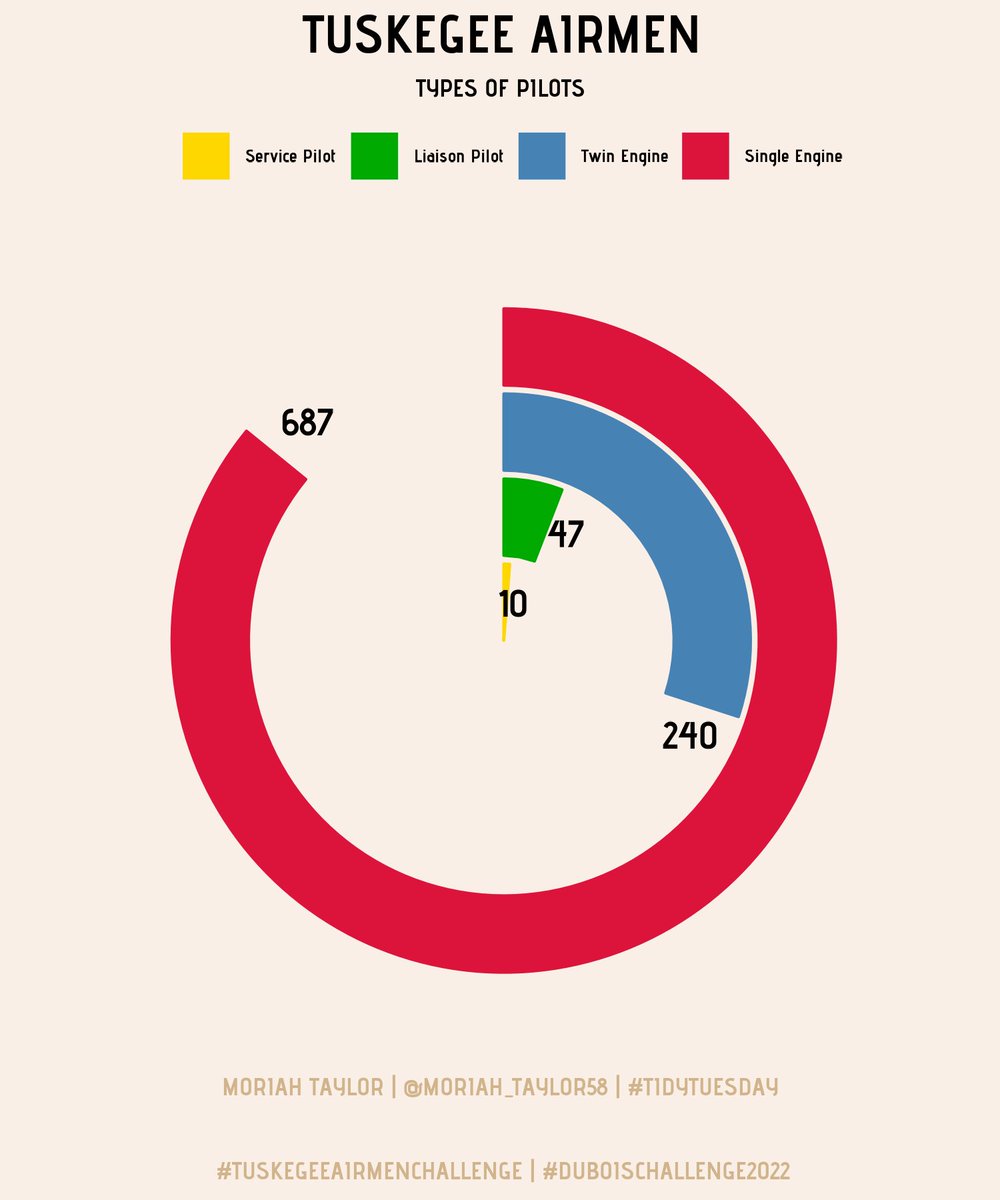 TUSKEGEE AIRMEN
TYPES OF PILOTS
Service Pilot Liaison Pilot Twin Engine Single Engine
687
47
10
240
MORIAH TAYLOR | @MORIAH_TAYLOR58 | #TIDYTUESDAY
#TUSKEGEEAIRMENCHALLENGE | #DUBOISCHALLENGE2022